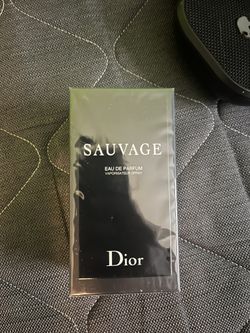 SAUVAGE
EAU DE PARFUM
VAPORISATEUR SPRAY
Dior